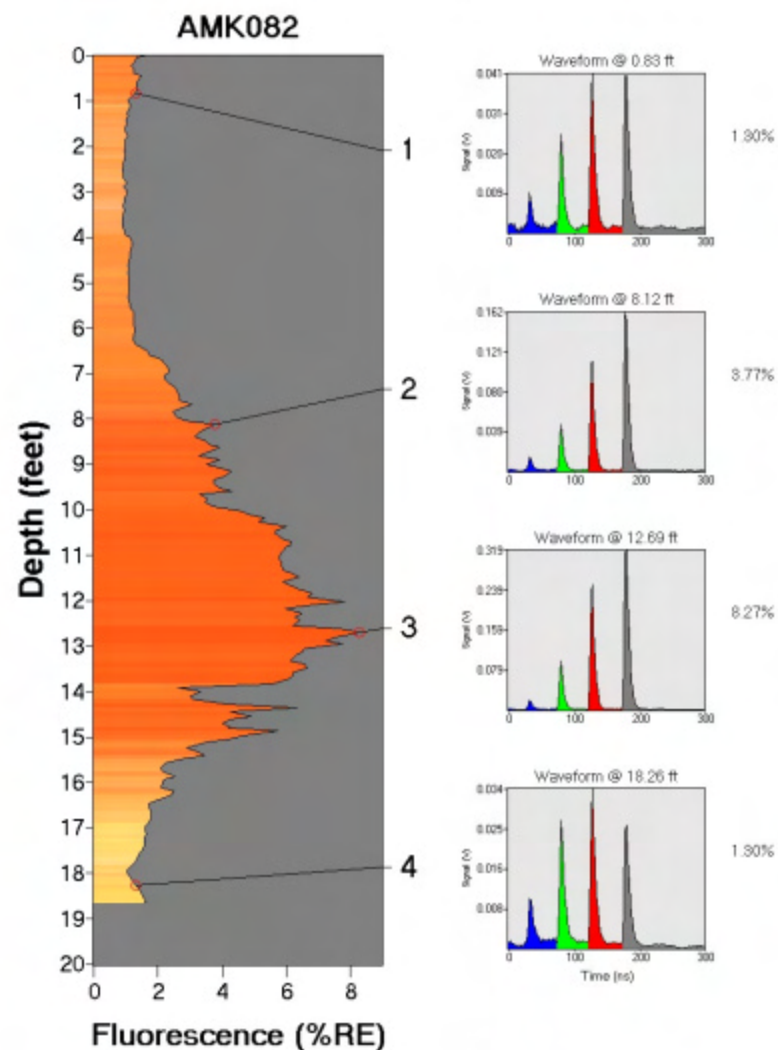 AMK082
0
1
2
3
4
5
6
7
8
9
10
11
12
13
14
15
16
17
18
19
20
Depth (feet)
0 2 4 6 8
Fluorescence (%RE)
1
2
3
4
Waveform @ 0.83 ft
0.041
0.031
0.020
0.009
Signal (V)
0 100 200 300
1.30%
Waveform @ 8.12 ft
0.162
0.121
0.080
0.039
Signal (V)
0 100 200 300
3.77%
Waveform @ 12.69 ft
0.319
0.239
0.159
0.079
Signal (V)
0 100 200 300
8.27%
Waveform @ 18.26 ft
0.034
0.025
0.016
0.008
Signal (V)
0 100 200 300
Time (ns)
1.30%